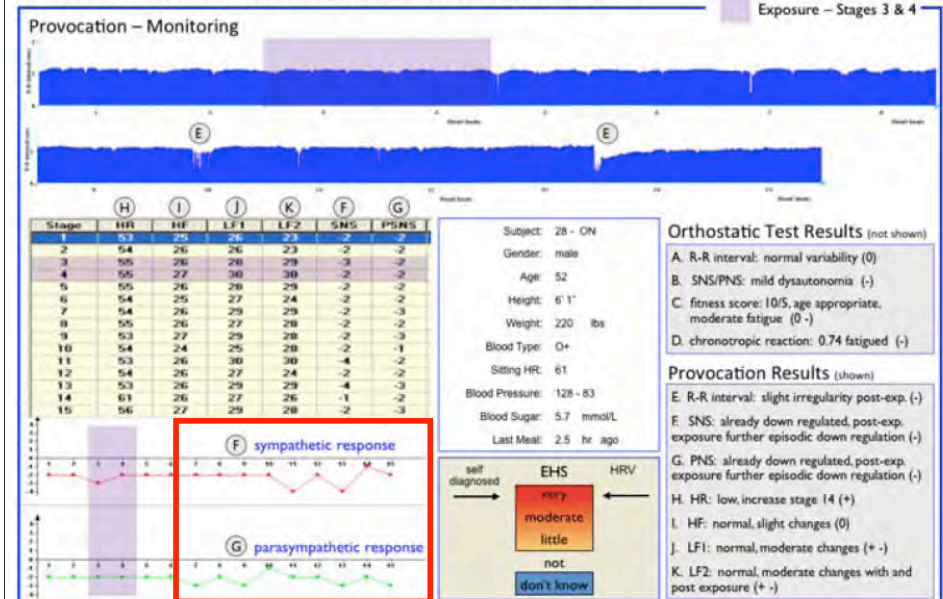 Exposure – Stages 3 & 4
Provocation – Monitoring
E E
H I J K F G
Stage HR HF LF1 LF2 SNS PSNS
1 53 25 26 23 -2 -2
2 54 26 26 23 -2 -2
3 55 26 28 29 -3 -2
4 55 27 30 30 -2 -2
5 55 26 28 29 -2 -2
6 54 25 27 24 -2 -2
7 54 26 29 29 -2 -3
8 55 26 27 28 -2 -2
9 53 27 29 28 -2 -3
10 54 24 25 28 -2 -1
11 53 26 30 30 -4 -2
12 54 26 27 24 -2 -2
13 53 26 29 29 -4 -3
14 61 26 27 26 -1 -2
15 56 27 29 28 -2 -3
Subject: 28 - ON
Gender: male
Age: 52
Height: 6' 1"
Weight: 220 lbs
Blood Type: O+
Sitting HR: 61
Blood Pressure: 128 - 83
Blood Sugar: 5.7 mmol/L
Last Meal: 2.5 hr ago
Orthostatic Test Results (not shown)
A. R-R interval: normal variability (0)
B. SNS/PNS: mild dysautonomia (-)
C. fitness score: 10/5, age appropriate,
moderate fatigue (0 -)
D. chronotropic reaction: 0.74 fatigued (-)
Provocation Results (shown)
E. R-R interval: slight irregularity post-exp. (-)
F. SNS: already down regulated, post-exp.
exposure further episodic down regulation (-)
G. PNS: already down regulated, post-exp.
exposure further episodic down regulation (-)
H. HR: low, increase stage 14 (+)
I. HF: normal, slight changes (0)
J. LF1: normal, moderate changes (+ -)
K. LF2: normal, moderate changes with and
post exposure (+ -)
F sympathetic response
G parasympathetic response
self
diagnosed
EHS
HRV
very
moderate
little
not
don't know